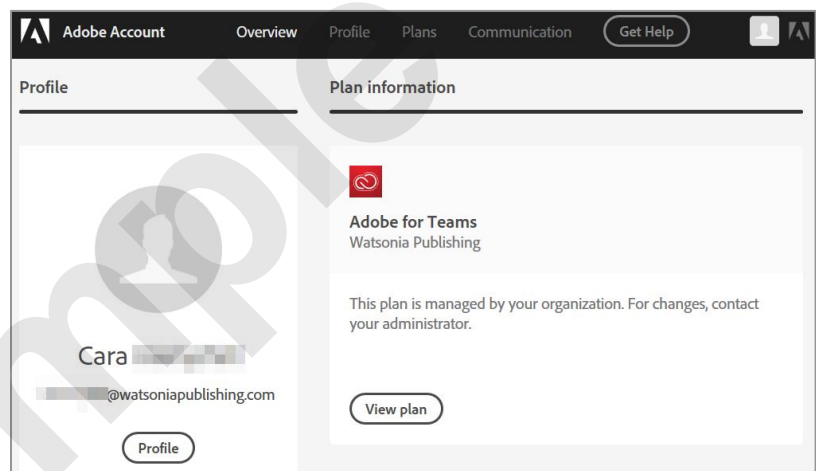 Adobe Account Overview Profile Plans Communication Get Help
Profile
Plan information
Adobe for Teams
Watsonia Publishing
This plan is managed by your organization. For changes, contact
your administrator.
Cara
@watsoniapublishing.com
View plan
Profile
mple